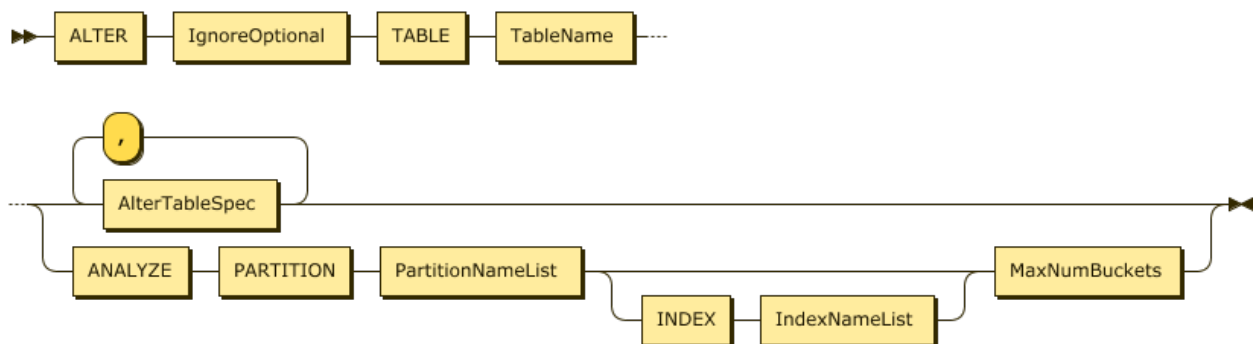 ALTER IgnoreOptional TABLE TableName
,
AlterTableSpec
ANALYZE PARTITION PartitionNameList MaxNumBuckets
INDEX IndexNameList